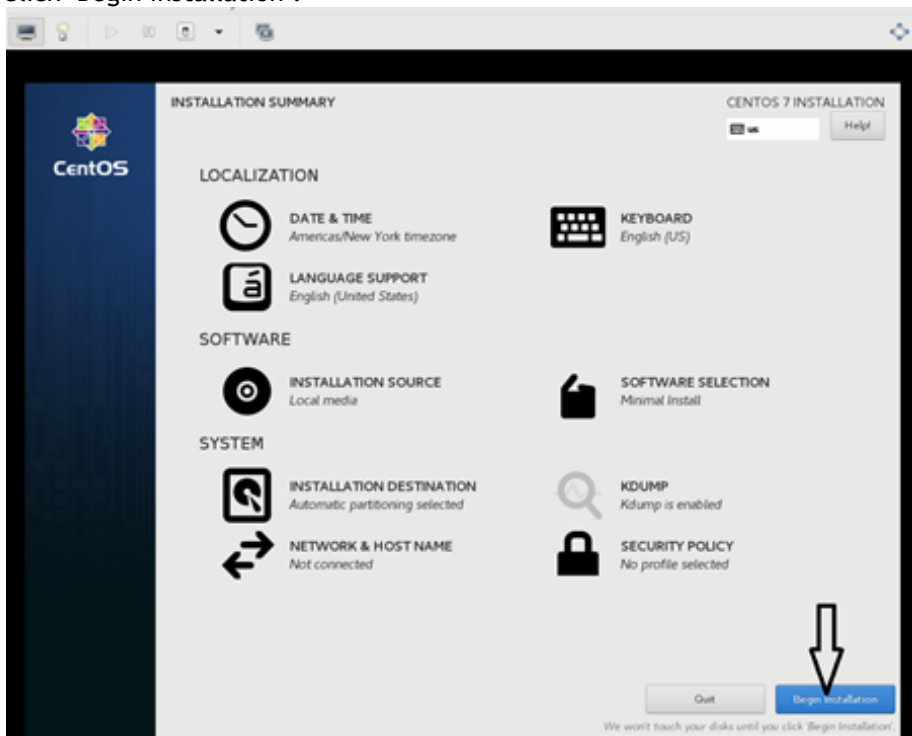 click "Begin Installation".
INSTALLATION SUMMARY
CENTOS 7 INSTALLATION
us
Help!
CentOS
LOCALIZATION
DATE & TIME
Americas/New York timezone
KEYBOARD
English (US)
LANGUAGE SUPPORT
English (United States)
SOFTWARE
INSTALLATION SOURCE
Local media
SOFTWARE SELECTION
Minimal Install
SYSTEM
INSTALLATION DESTINATION
Automatic partitioning selected
KDUMP
Kdump is enabled
NETWORK & HOST NAME
Not connected
SECURITY POLICY
No profile selected
Quit
Begin Installation
We won't touch your disks until you click 'Begin Installation'.